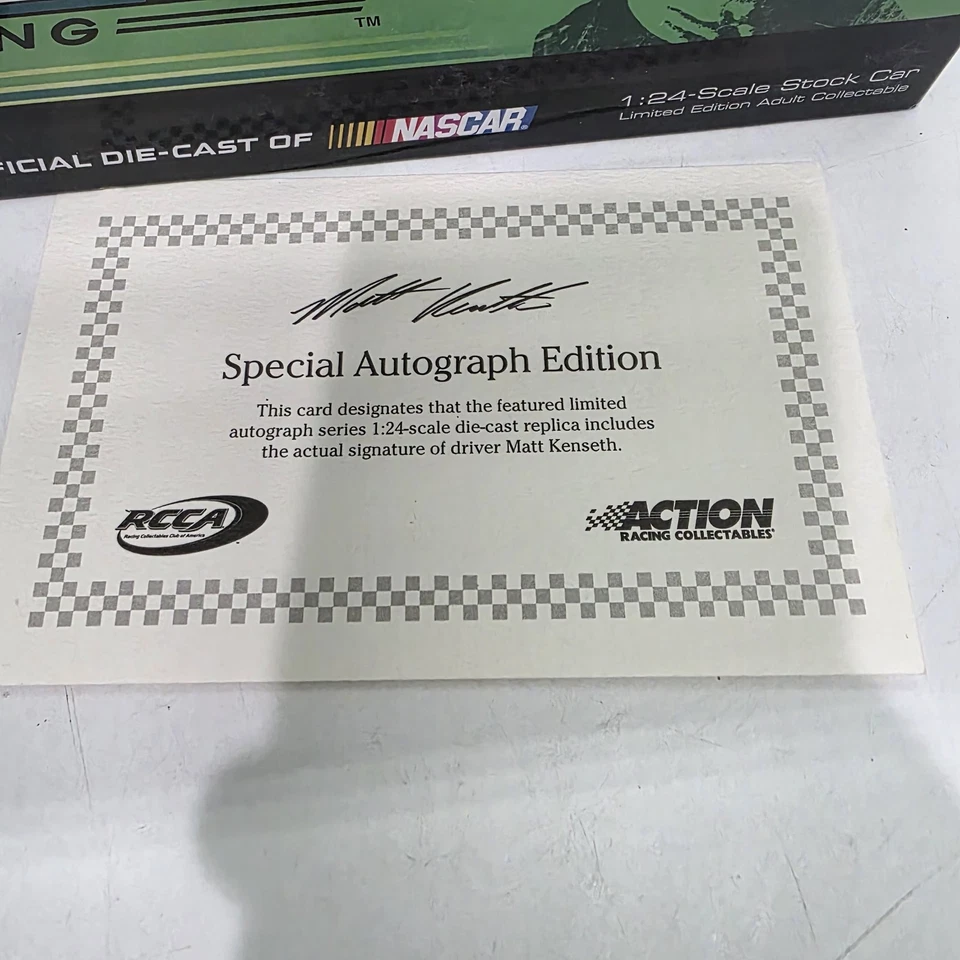 NG TM
FICIAL DIE-CAST OF NASCAR.
1:24-Scale Stock Car
Limited Edition Adult Collectable
Matt Kenseth
Special Autograph Edition
This card designates that the featured limited
autograph series 1:24-scale die-cast replica includes
the actual signature of driver Matt Kenseth.
RCCA
Racing Collectables Club of America
ACTION
RACING COLLECTABLES